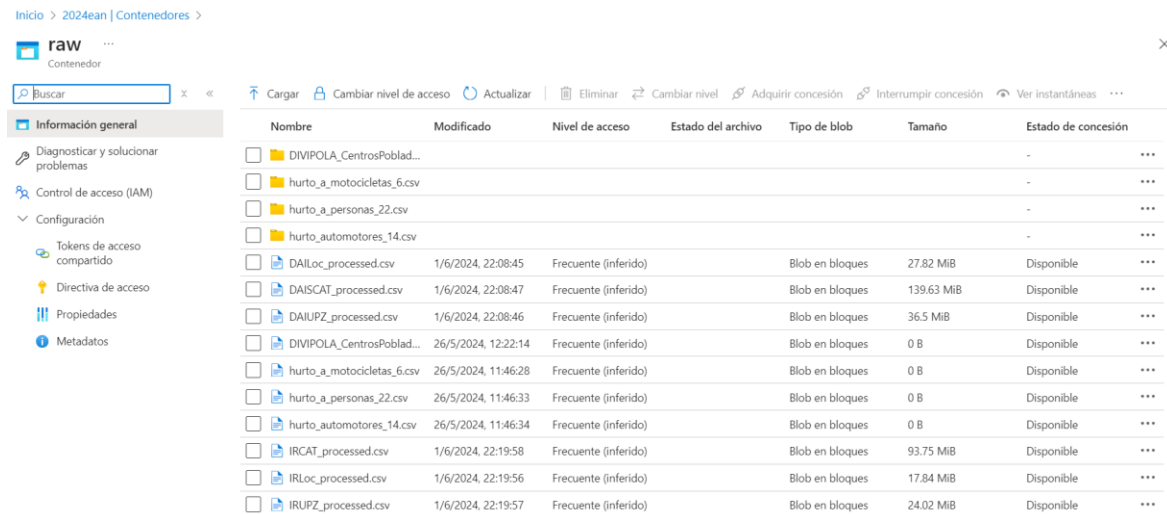 Inicio > 2024ean | Contenedores >
raw ...
Contenedor
Buscar
Cargar Cambiar nivel de acceso Actualizar Eliminar Cambiar nivel Adquirir concesión Interrumpir concesión Ver instantáneas ...
Información general
Diagnosticar y solucionar
problemas
Control de acceso (IAM)
Configuración
Tokens de acceso
compartido
Directiva de acceso
Propiedades
Metadatos
Nombre Modificado Nivel de acceso Estado del archivo Tipo de blob Tamaño Estado de concesión
DIVIPOLA_CentrosPoblad... - ...
hurto_a_motocicletas_6.csv - ...
hurto_a_personas_22.csv - ...
hurto_automotores_14.csv - ...
DAILoc_processed.csv 1/6/2024, 22:08:45 Frecuente (inferido) Blob en bloques 27.82 MiB Disponible ...
DAISCAT_processed.csv 1/6/2024, 22:08:47 Frecuente (inferido) Blob en bloques 139.63 MiB Disponible ...
DAIUPZ_processed.csv 1/6/2024, 22:08:46 Frecuente (inferido) Blob en bloques 36.5 MiB Disponible ...
DIVIPOLA_CentrosPoblad... 26/5/2024, 12:22:14 Frecuente (inferido) Blob en bloques 0 B Disponible ...
hurto_a_motocicletas_6.csv 26/5/2024, 11:46:28 Frecuente (inferido) Blob en bloques 0 B Disponible ...
hurto_a_personas_22.csv 26/5/2024, 11:46:33 Frecuente (inferido) Blob en bloques 0 B Disponible ...
hurto_automotores_14.csv 26/5/2024, 11:46:34 Frecuente (inferido) Blob en bloques 0 B Disponible ...
IRCAT_processed.csv 1/6/2024, 22:19:58 Frecuente (inferido) Blob en bloques 93.75 MiB Disponible ...
IRLoc_processed.csv 1/6/2024, 22:19:56 Frecuente (inferido) Blob en bloques 17.84 MiB Disponible ...
IRUPZ_processed.csv 1/6/2024, 22:19:57 Frecuente (inferido) Blob en bloques 24.02 MiB Disponible ...